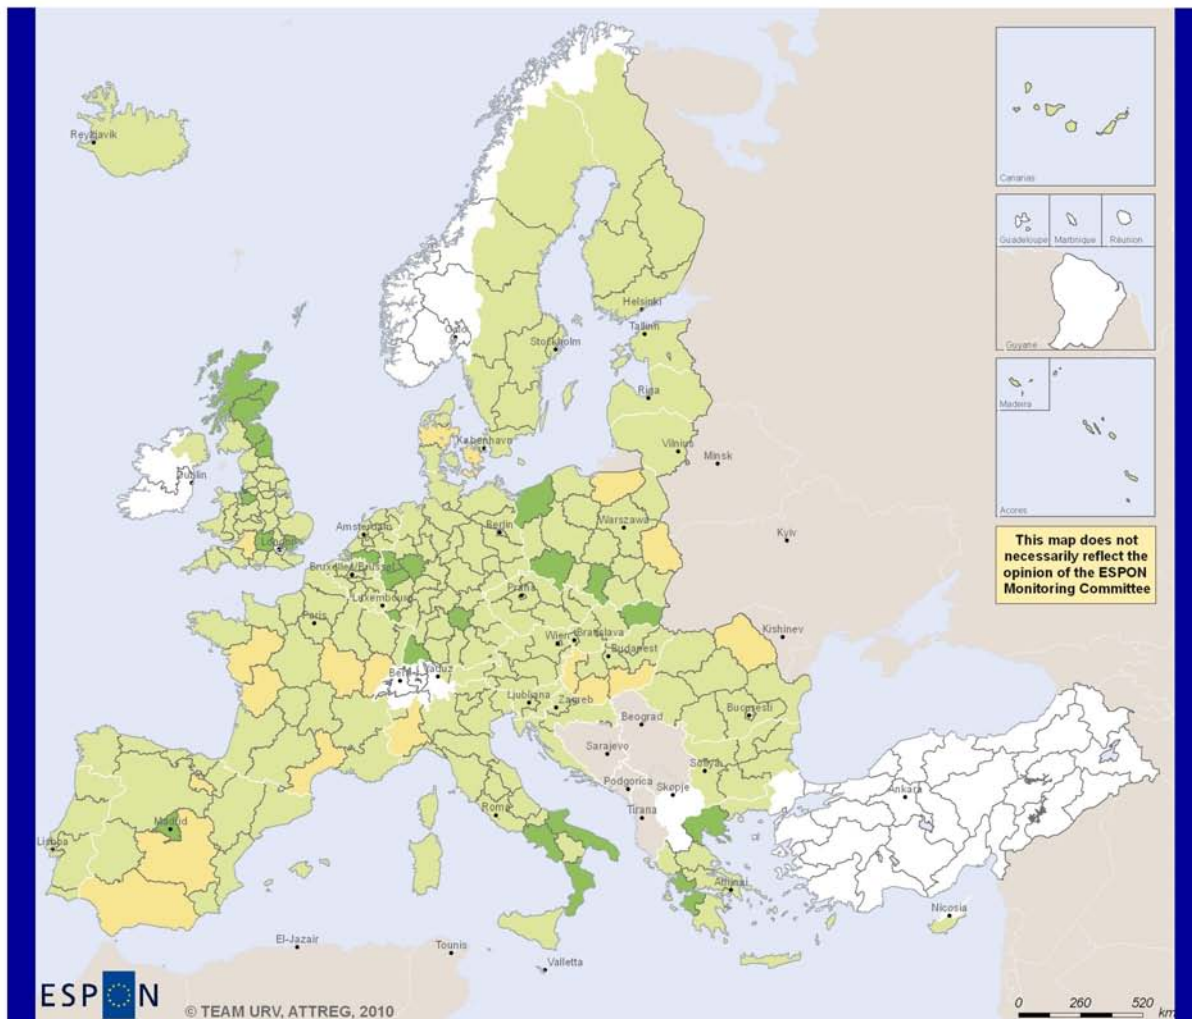 Reykjavik
Canarias
Guadeloupe
Martinique
Réunion
Guyane
Madeira
Acores
This map does not
necessarily reflect the
opinion of the ESPON
Monitoring Committee
Oslo
Helsinki
Tallinn
Stockholm
Riga
København
Vilnius
Minsk
Dublin
London
Amsterdam
Berlin
Warszawa
Kyiv
Bruxelles/Brussel
Luxembourg
Praha
Paris
Wien
Bratislava
Budapest
Kishinev
Bern
Vaduz
Ljubljana
Zagreb
Beograd
Bucuresti
Sarajevo
Sofiya
Podgorica
Skopje
Tirana
Roma
Madrid
Lisboa
Ankara
Athinai
Nicosia
El-Jazair
Tounis
Valletta
ESPON
© TEAM URV, ATTREG, 2010
0 260 520
km